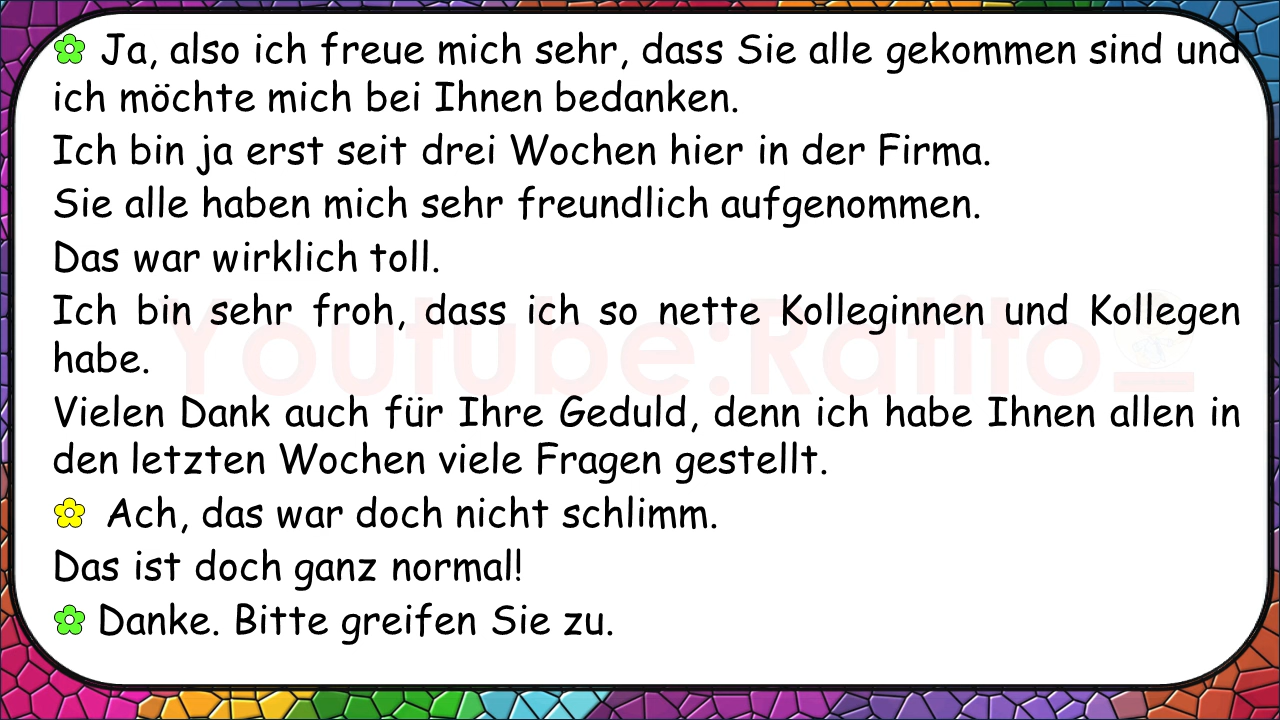 Ja, also ich freue mich sehr, dass Sie alle gekommen sind und
ich möchte mich bei Ihnen bedanken.
Ich bin ja erst seit drei Wochen hier in der Firma.
Sie alle haben mich sehr freundlich aufgenommen.
Das war wirklich toll.
Ich bin sehr froh, dass ich so nette Kolleginnen und Kollegen
habe.
Youtube:Rafito
Vielen Dank auch für Ihre Geduld, denn ich habe Ihnen allen in
den letzten Wochen viele Fragen gestellt.
Ach, das war doch nicht schlimm.
Das ist doch ganz normal!
Danke. Bitte greifen Sie zu.